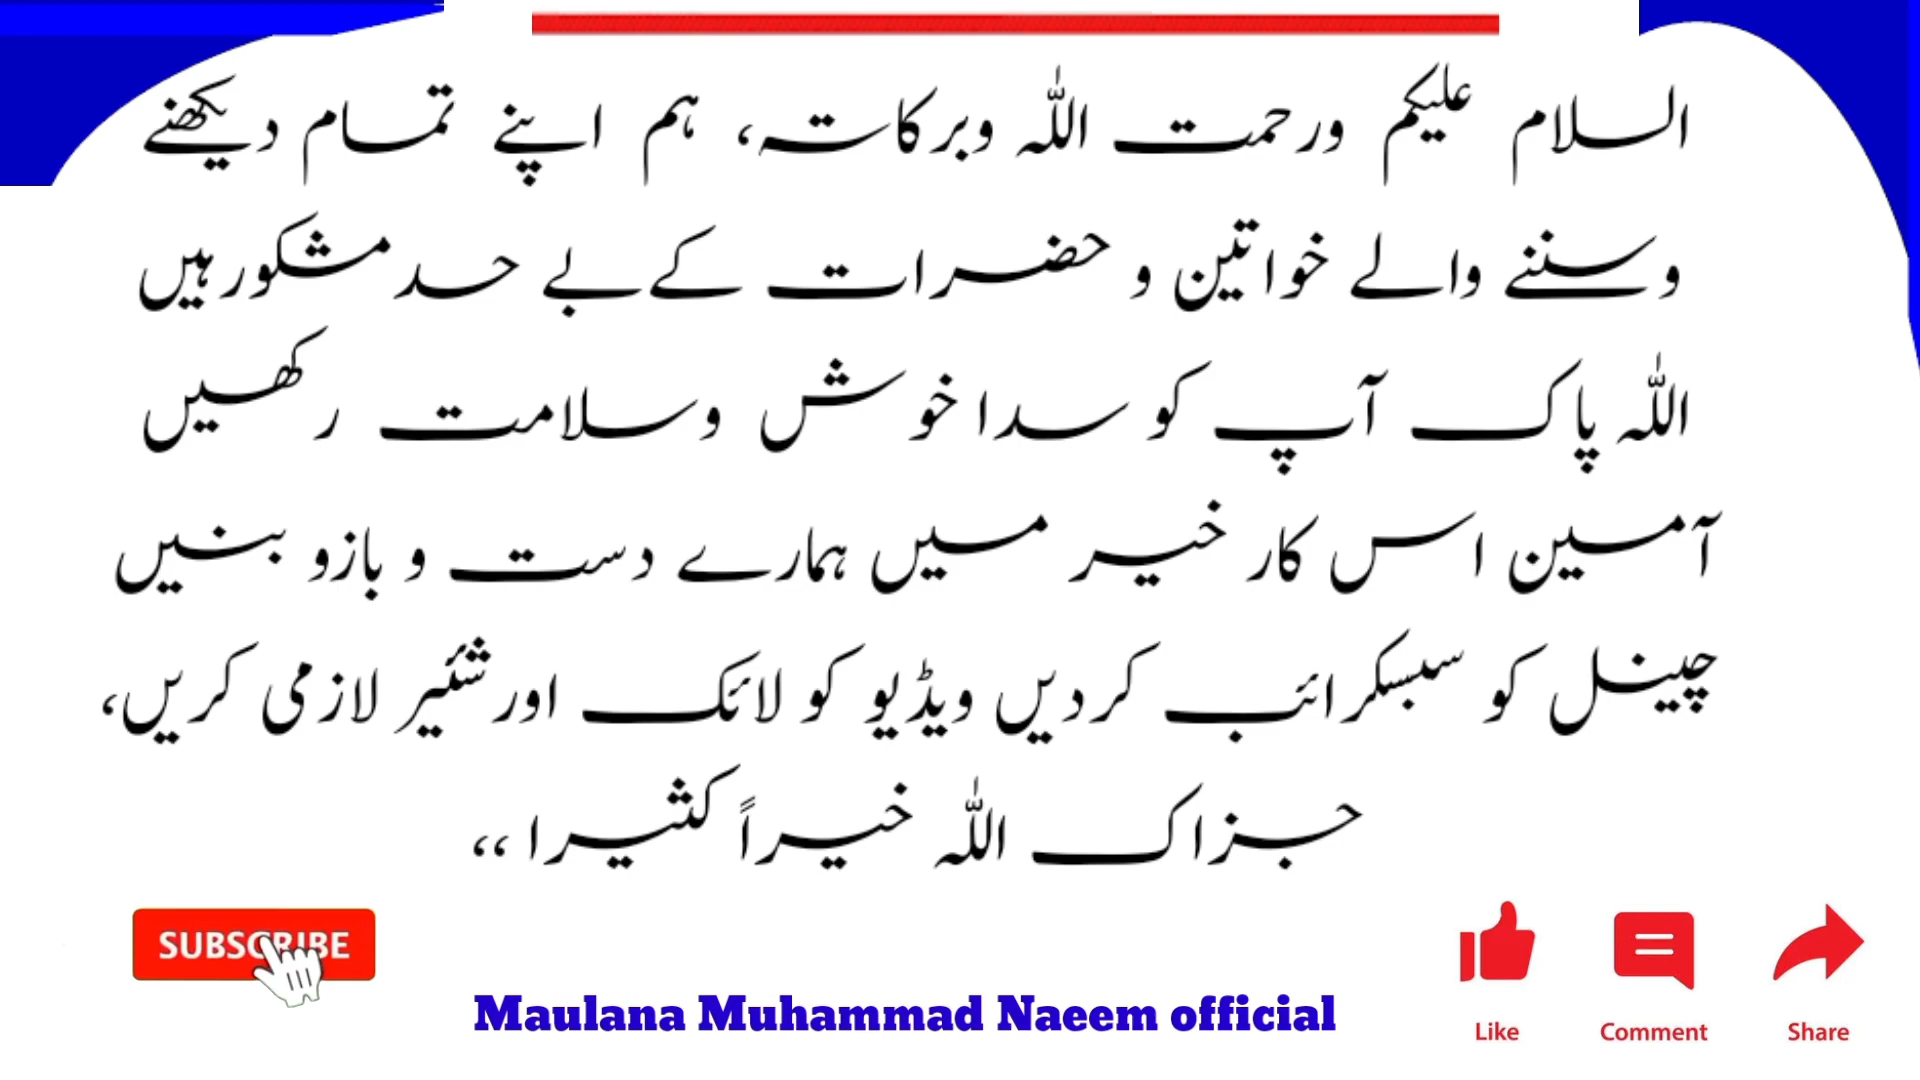 السلام علیکم ورحمت اللہ وبرکاتہ، ہم اپنے تمام دیکھنے
وسننے والے خواتین و حضرات کے بے حد مشکور ہیں
اللہ پاک آپ کو سدا خوش وسلامت رکھیں
آمین اس کار خیر میں ہمارے دست و بازو بنیں
چینل کو سبسکرائب کردیں ویڈیو کو لائک اور شئیر لازمی کریں،
جزاک اللہ خیراً کثیرا ،،
SUBSCRIBE
Maulana Muhammad Naeem official
Like Comment Share